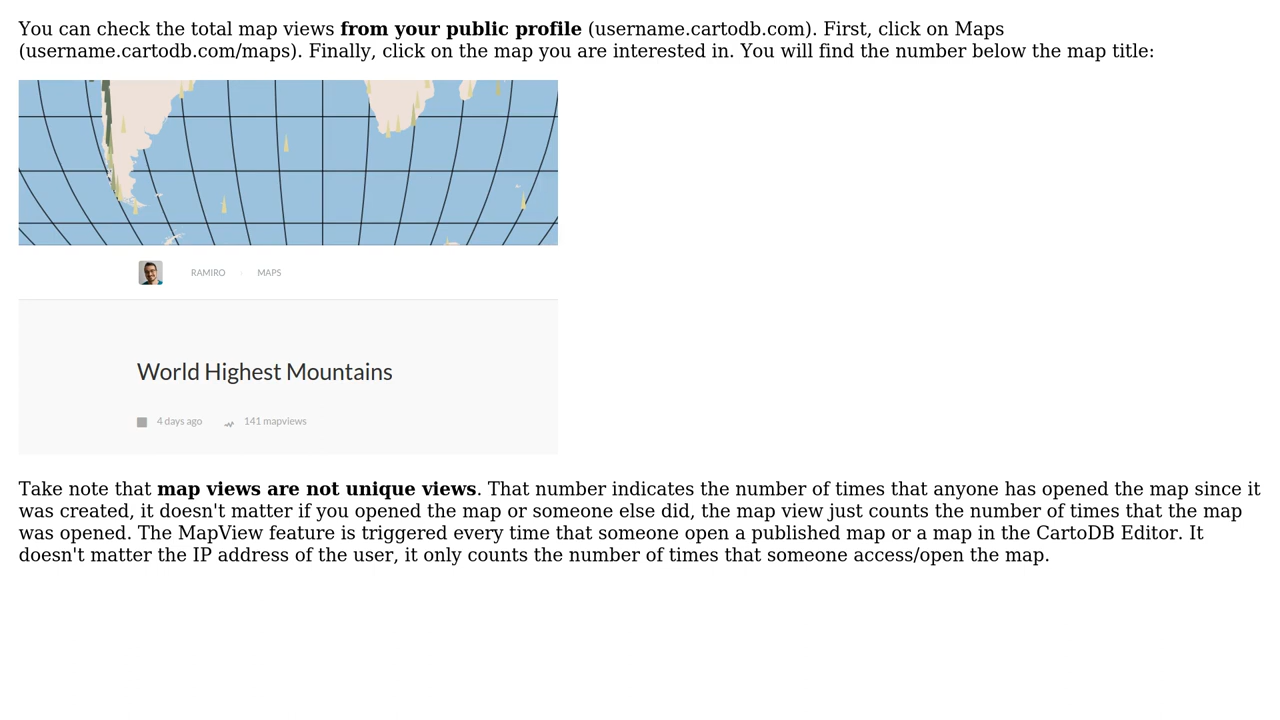 You can check the total map views from your public profile (username.cartodb.com). First, click on Maps
(username.cartodb.com/maps). Finally, click on the map you are interested in. You will find the number below the map title:
RAMIRO · MAPS
World Highest Mountains
4 days ago 141 mapviews
Take note that map views are not unique views. That number indicates the number of times that anyone has opened the map since it
was created, it doesn't matter if you opened the map or someone else did, the map view just counts the number of times that the map
was opened. The MapView feature is triggered every time that someone open a published map or a map in the CartoDB Editor. It
doesn't matter the IP address of the user, it only counts the number of times that someone access/open the map.